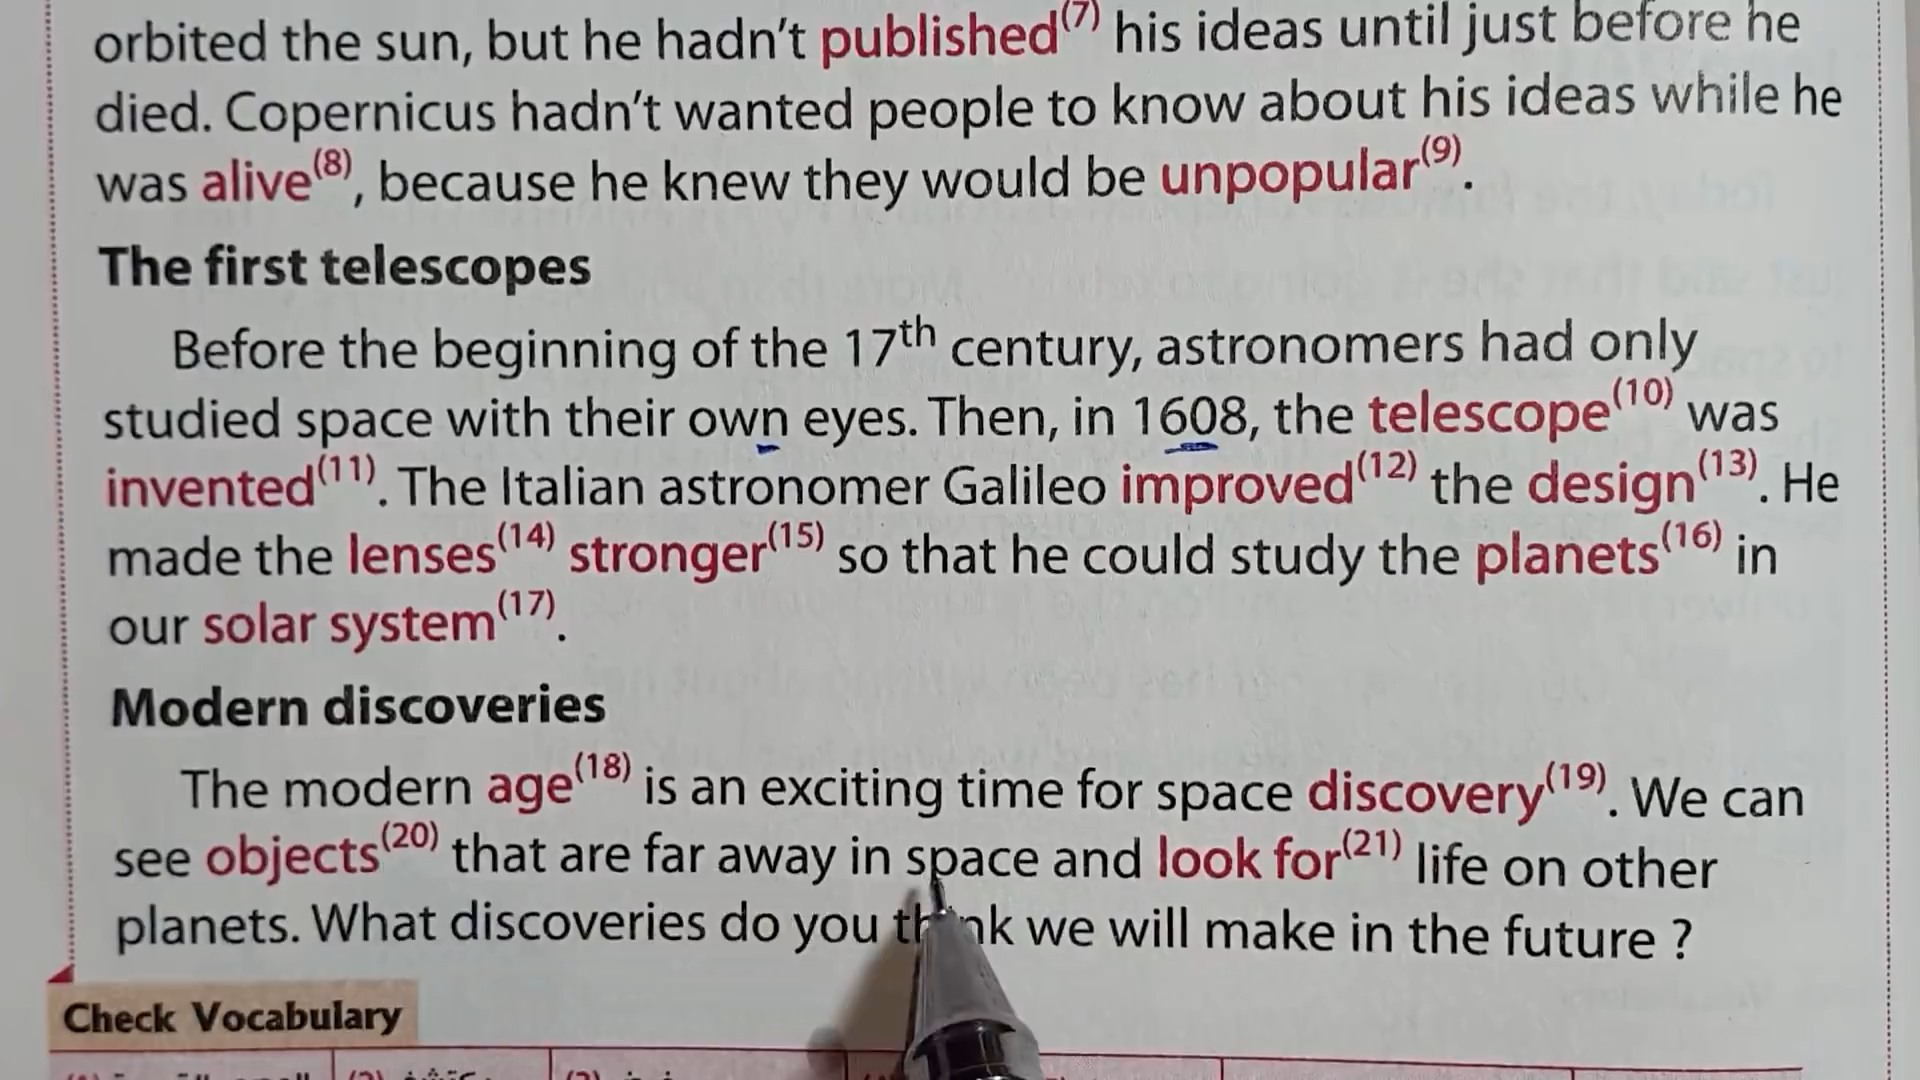 orbited the sun, but he hadn't published(7) his ideas until just before he
died. Copernicus hadn't wanted people to know about his ideas while he
was alive(8), because he knew they would be unpopular(9).
The first telescopes
Before the beginning of the 17th century, astronomers had only
studied space with their own eyes. Then, in 1608, the telescope(10) was
invented(11). The Italian astronomer Galileo improved(12) the design(13). He
made the lenses(14) stronger(15) so that he could study the planets(16) in
our solar system(17).
Modern discoveries
The modern age(18) is an exciting time for space discovery(19). We can
see objects(20) that are far away in space and look for(21) life on other
planets. What discoveries do you think we will make in the future ?
Check Vocabulary